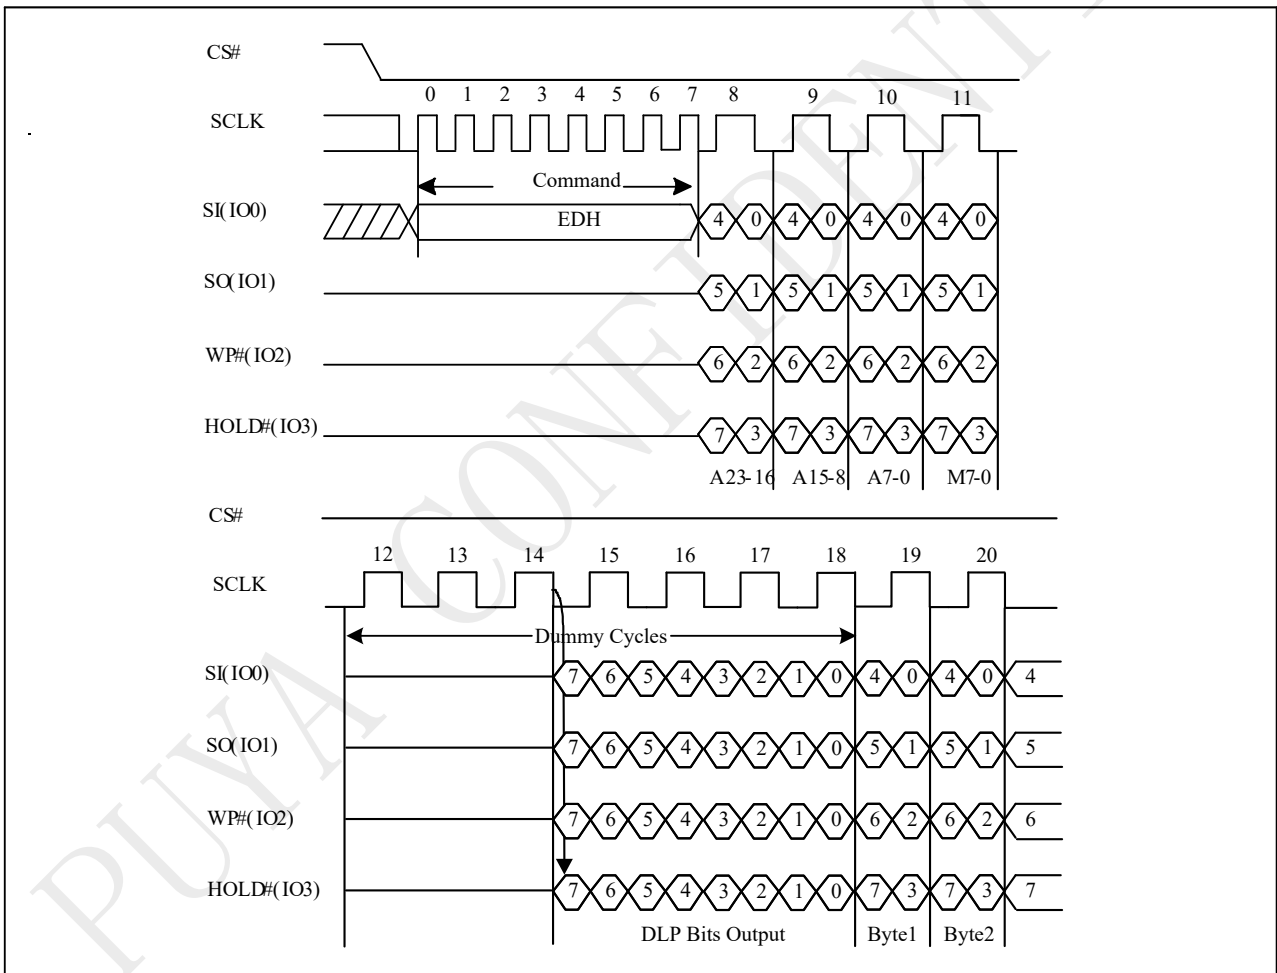 CS#
0 1 2 3 4 5 6 7 8 9 10 11
SCLK
Command
SI(IO0) EDH 4 0 4 0 4 0 4 0
SO(IO1) 5 1 5 1 5 1 5 1
WP#(IO2) 6 2 6 2 6 2 6 2
HOLD#(IO3) 7 3 7 3 7 3 7 3
A23-16 A15-8 A7-0 M7-0
CS#
12 13 14 15 16 17 18 19 20
SCLK
Dummy Cycles
SI(IO0) 7 6 5 4 3 2 1 0 4 0 4 0 4
SO(IO1) 7 6 5 4 3 2 1 0 5 1 5 1 5
WP#(IO2) 7 6 5 4 3 2 1 0 6 2 6 2 6
HOLD#(IO3) 7 6 5 4 3 2 1 0 7 3 7 3 7
DLP Bits Output Byte1 Byte2
PUYA CONFIDENT